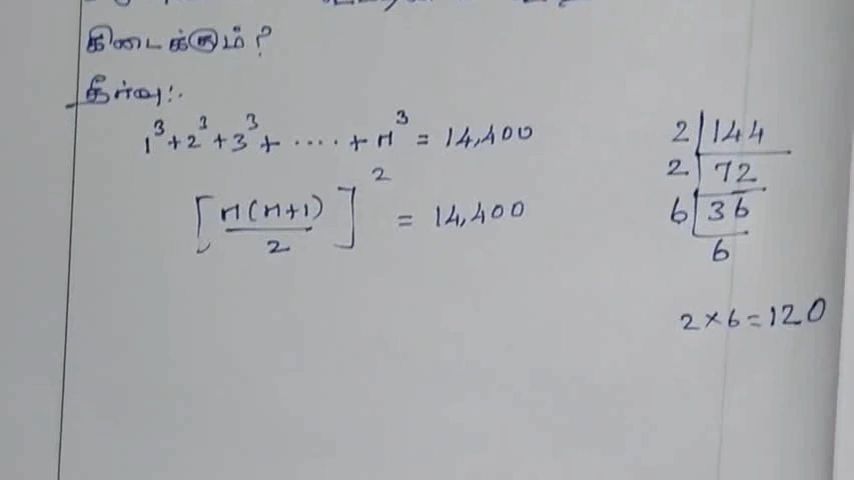 கிடைக்கும்?
தீர்வு:.
1³ + 2³ + 3³ + ..... + n³ = 14,400
[n(n+1)/2]² = 14,400
2 | 144
2 | 72
6 | 36
6
2 × 6 = 120